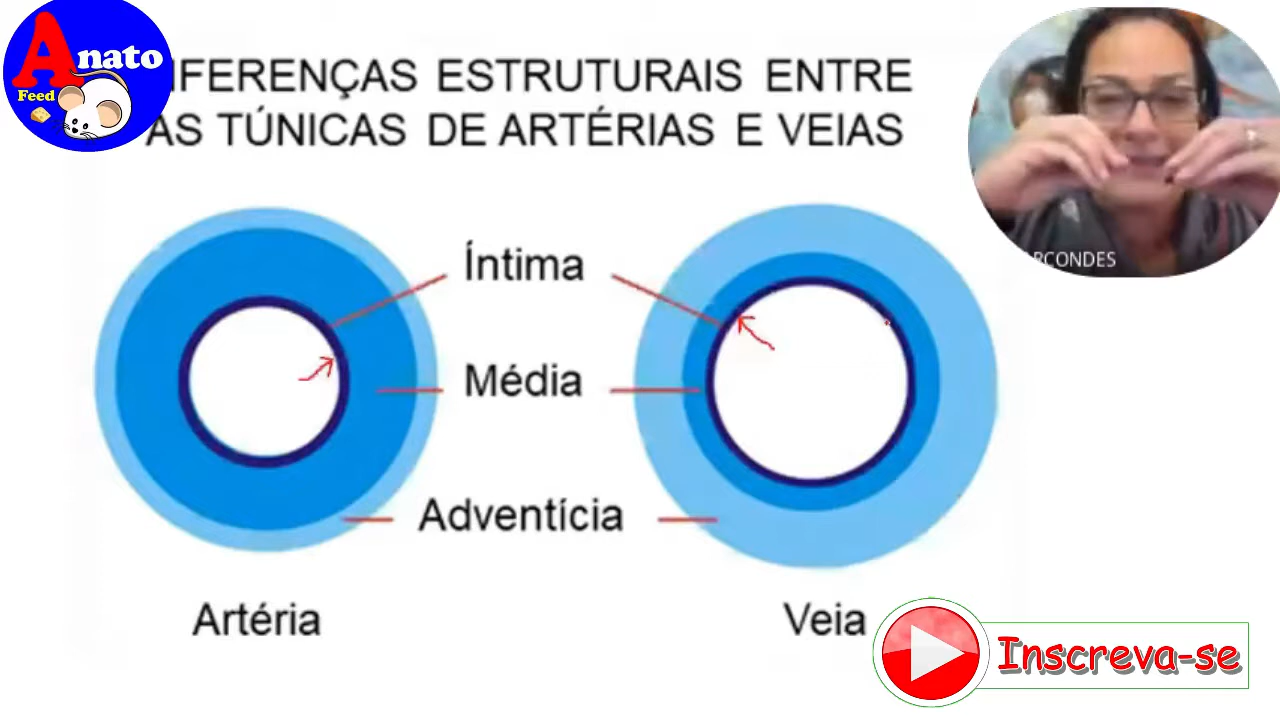 Anato
Feed
IFERENÇAS ESTRUTURAIS ENTRE
AS TÚNICAS DE ARTÉRIAS E VEIAS
RCONDES
Íntima
Média
Adventícia
Artéria
Veia
Inscreva-se